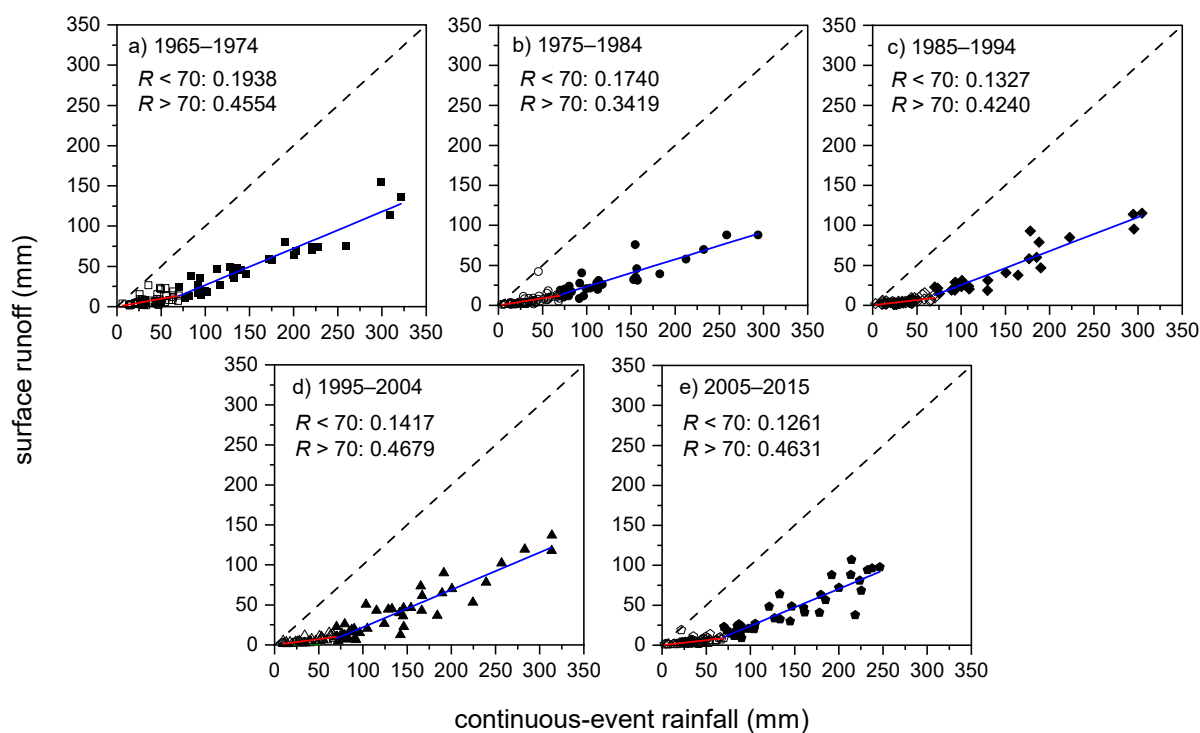 surface runoff (mm)
350
300
250
200
150
100
50
0
a) 1965–1974
R < 70: 0.1938
R > 70: 0.4554
0 50 100 150 200 250 300 350
350
300
250
200
150
100
50
0
b) 1975–1984
R < 70: 0.1740
R > 70: 0.3419
0 50 100 150 200 250 300 350
350
300
250
200
150
100
50
0
c) 1985–1994
R < 70: 0.1327
R > 70: 0.4240
0 50 100 150 200 250 300 350
350
300
250
200
150
100
50
0
d) 1995–2004
R < 70: 0.1417
R > 70: 0.4679
0 50 100 150 200 250 300 350
350
300
250
200
150
100
50
0
e) 2005–2015
R < 70: 0.1261
R > 70: 0.4631
0 50 100 150 200 250 300 350
continuous-event rainfall (mm)